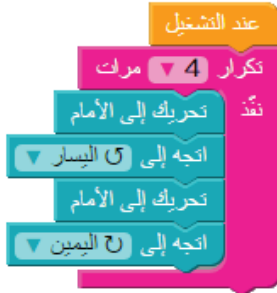 عند التشغيل
تكرار 4 مرات
نفّذ تحريك إلى الأمام
اتجه إلى ↺ اليسار
تحريك إلى الأمام
اتجه إلى ↻ اليمين